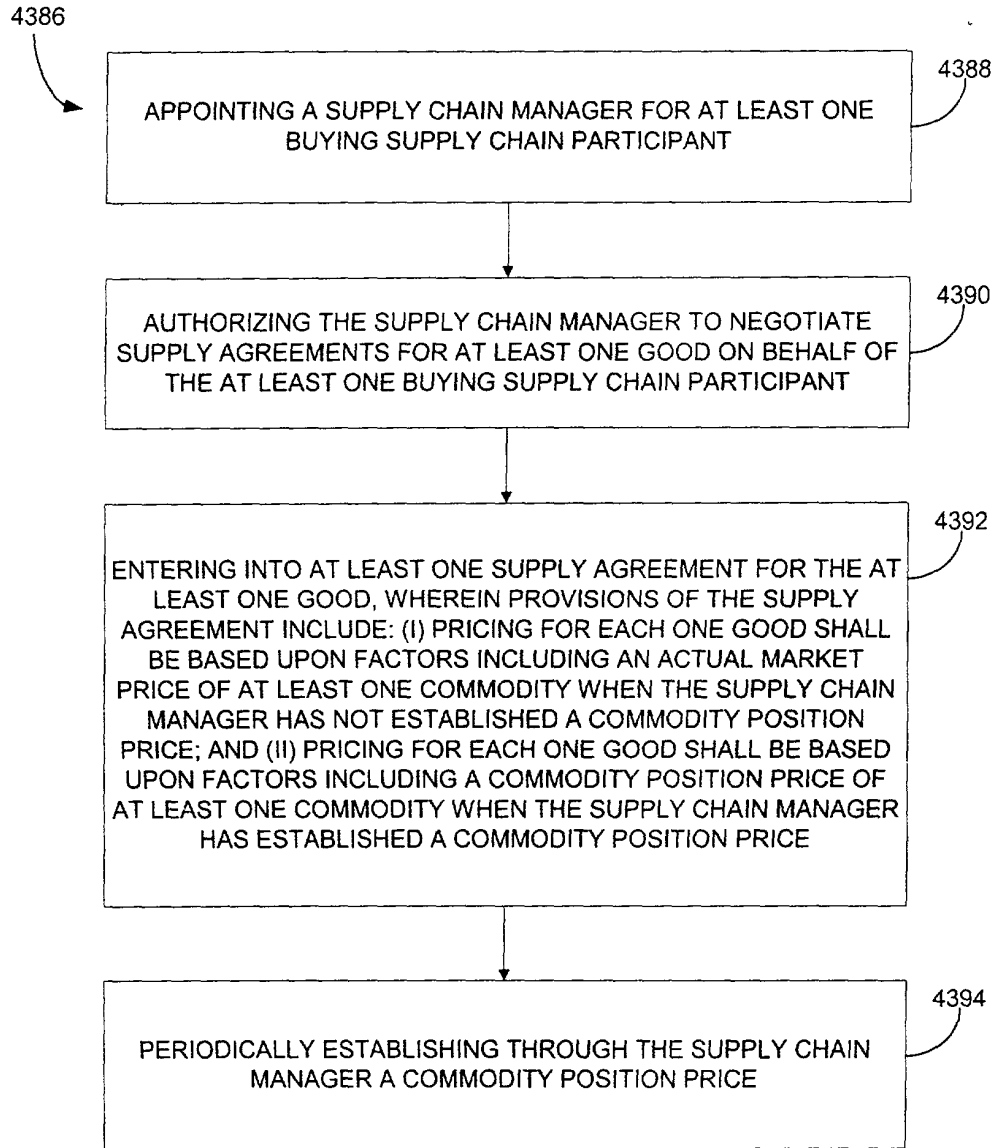 4386
4388
APPOINTING A SUPPLY CHAIN MANAGER FOR AT LEAST ONE
BUYING SUPPLY CHAIN PARTICIPANT
4390
AUTHORIZING THE SUPPLY CHAIN MANAGER TO NEGOTIATE
SUPPLY AGREEMENTS FOR AT LEAST ONE GOOD ON BEHALF OF
THE AT LEAST ONE BUYING SUPPLY CHAIN PARTICIPANT
4392
ENTERING INTO AT LEAST ONE SUPPLY AGREEMENT FOR THE AT
LEAST ONE GOOD, WHEREIN PROVISIONS OF THE SUPPLY
AGREEMENT INCLUDE: (I) PRICING FOR EACH ONE GOOD SHALL
BE BASED UPON FACTORS INCLUDING AN ACTUAL MARKET
PRICE OF AT LEAST ONE COMMODITY WHEN THE SUPPLY CHAIN
MANAGER HAS NOT ESTABLISHED A COMMODITY POSITION
PRICE; AND (II) PRICING FOR EACH ONE GOOD SHALL BE BASED
UPON FACTORS INCLUDING A COMMODITY POSITION PRICE OF
AT LEAST ONE COMMODITY WHEN THE SUPPLY CHAIN MANAGER
HAS ESTABLISHED A COMMODITY POSITION PRICE
4394
PERIODICALLY ESTABLISHING THROUGH THE SUPPLY CHAIN
MANAGER A COMMODITY POSITION PRICE